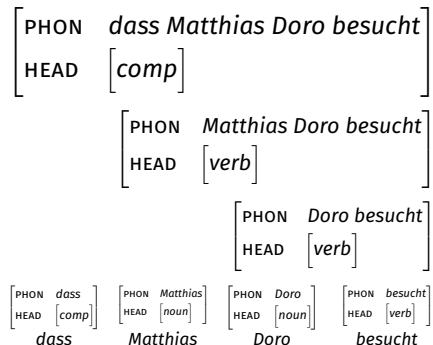 PHON dass Matthias Doro besucht
HEAD [comp]
PHON Matthias Doro besucht
HEAD [verb]
PHON Doro besucht
HEAD [verb]
PHON dass PHON Matthias PHON Doro PHON besucht
HEAD [comp] HEAD [noun] HEAD [noun] HEAD [verb]
dass Matthias Doro besucht